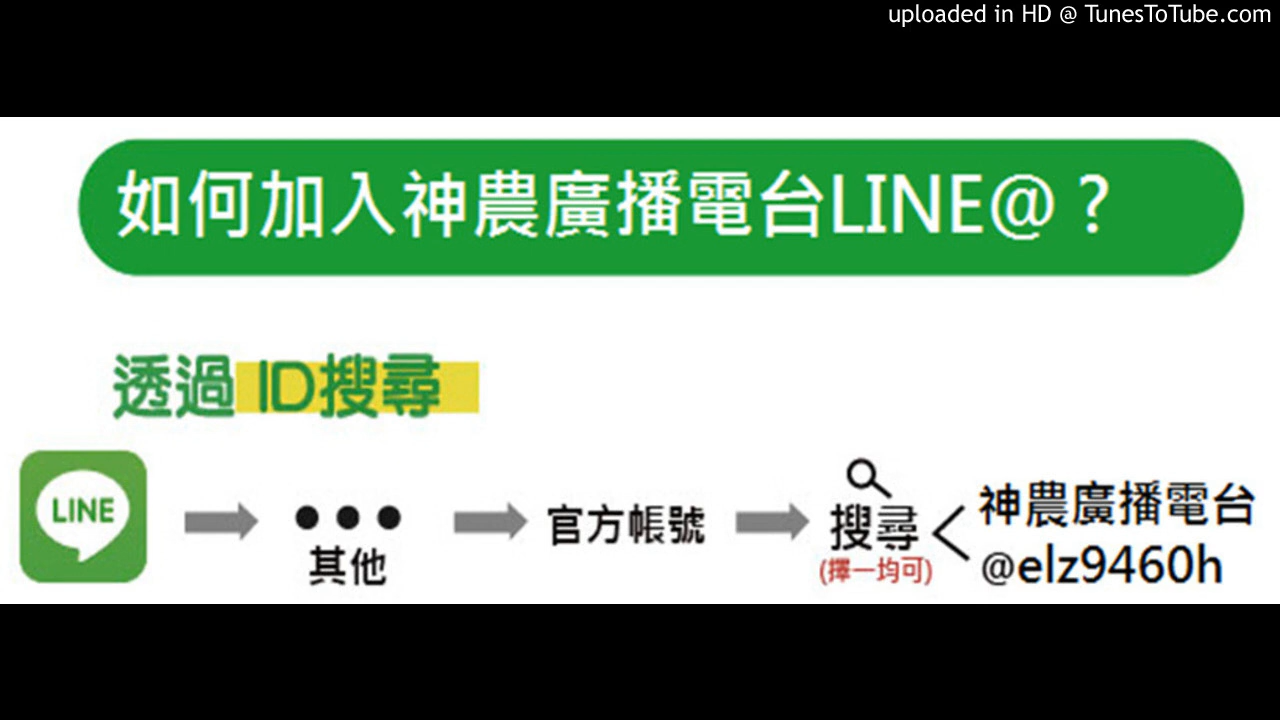 uploaded in HD @ TunesToTube.com
如何加入神農廣播電台LINE@？
透過 ID搜尋
LINE
其他
官方帳號
搜尋
(擇一均可)
神農廣播電台
@elz9460h